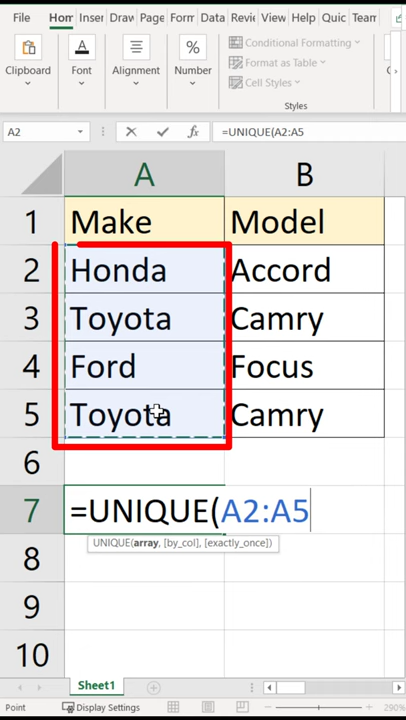 File Hom Inser Draw Page Form Data Revi View Help Quic Team
Clipboard Font Alignment Number
Conditional Formatting
Format as Table
Cell Styles
Styles
A2 fx =UNIQUE(A2:A5
A B
1 Make Model
2 Honda Accord
3 Toyota Camry
4 Ford Focus
5 Toyota Camry
6
7 =UNIQUE(A2:A5
UNIQUE(array, [by_col], [exactly_once])
8
9
10
Sheet1
Point Display Settings 290%